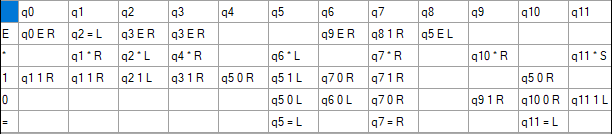 q0 q1 q2 q3 q4 q5 q6 q7 q8 q9 q10 q11
E q0 E R q2 = L q3 E R q3 E R q9 E R q8 1 R q5 E L
* q1 * R q2 * L q4 * R q6 * L q7 * R q10 * R q11 * S
1 q1 1 R q1 1 R q2 1 L q3 1 R q5 0 R q5 1 L q7 0 R q7 1 R q5 0 R
0 q5 0 L q6 0 L q7 0 R q9 1 R q10 0 R q11 1 L
= q5 = L q7 = R q11 = L